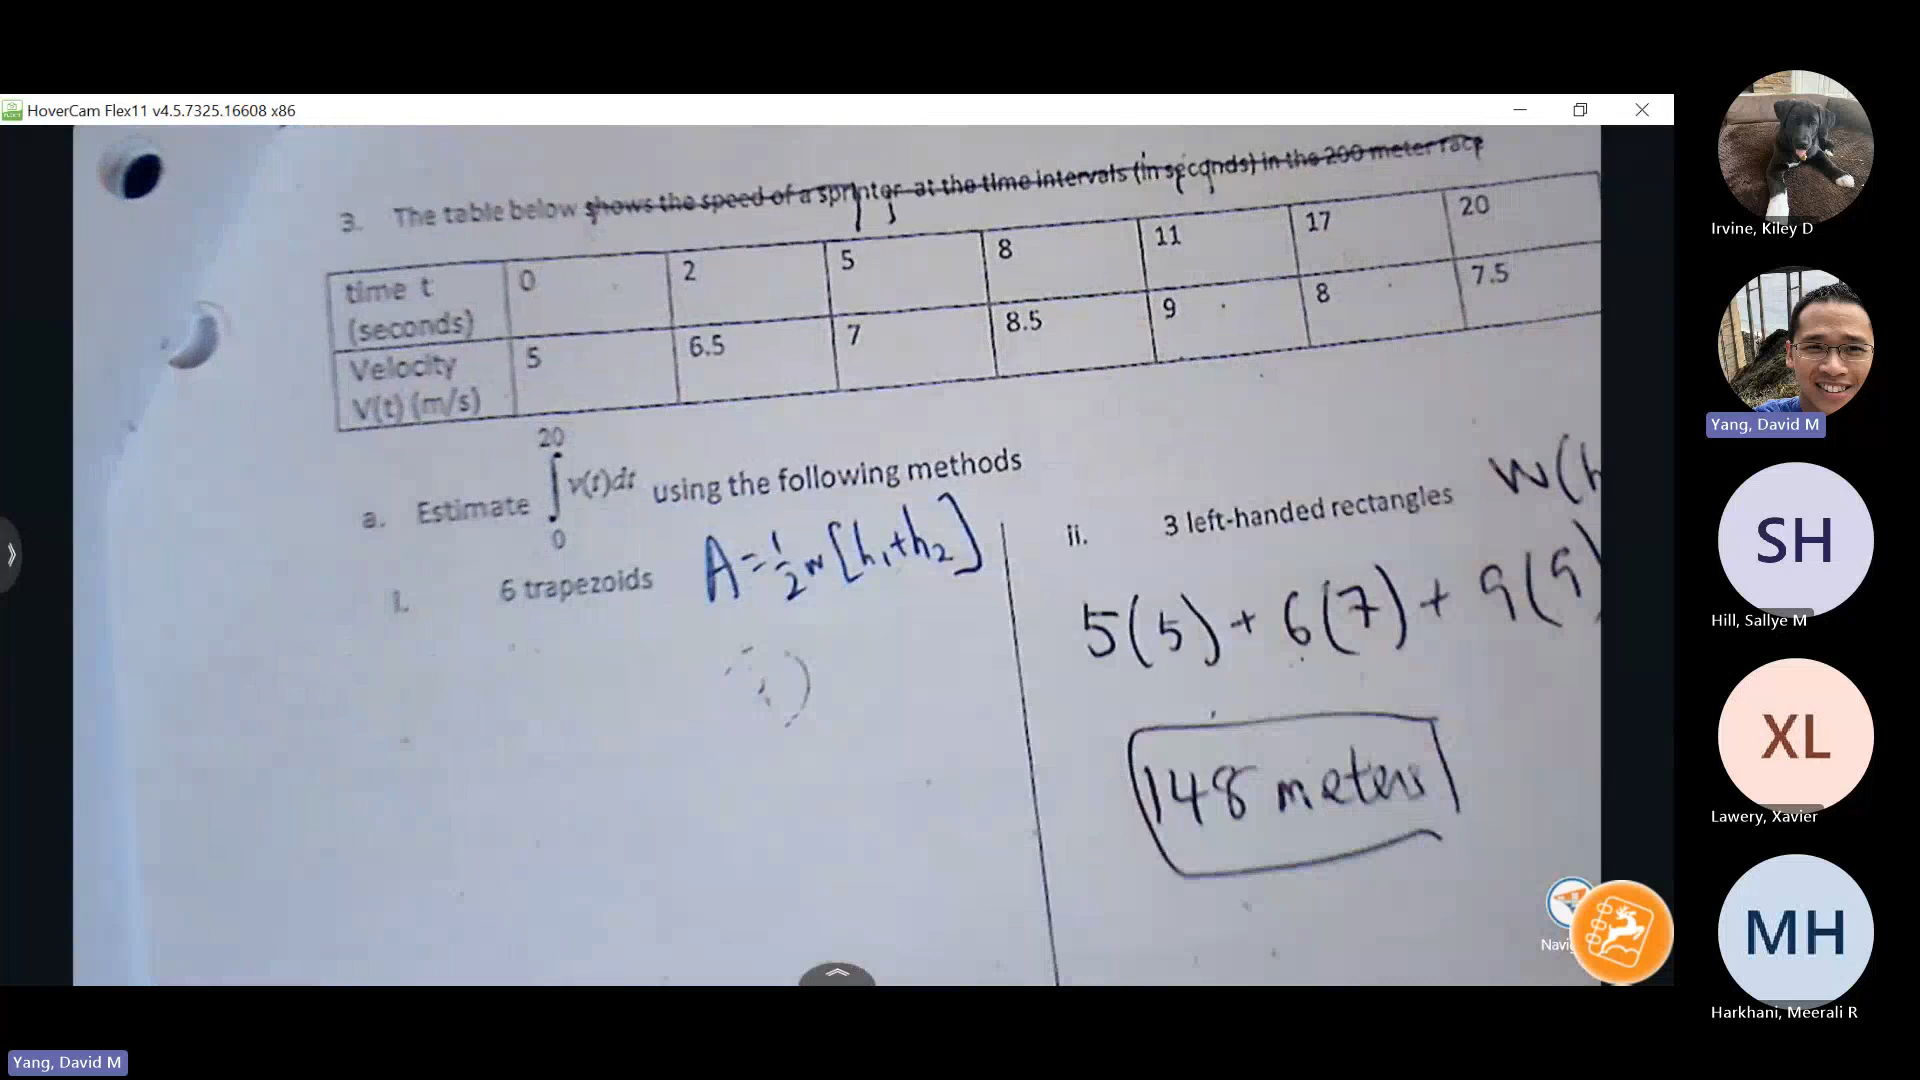 HoverCam Flex11 v4.5.7325.16608 x86
3. The table below shows the speed of a sprinter at the time intervals (in seconds) in the 200 meter race
time t (seconds) 0 2 5 8 11 17 20
Velocity V(t) (m/s) 5 6.5 7 8.5 9 8 7.5
a. Estimate ∫₀²⁰ v(t)dt using the following methods
i. 6 trapezoids A=½w[h₁+h₂]
ii. 3 left-handed rectangles w(h
5(5)+6(7)+9(9)
148 meters
Irvine, Kiley D
Yang, David M
SH
Hill, Sallye M
XL
Lawery, Xavier
MH
Harkhani, Meerali R
Yang, David M